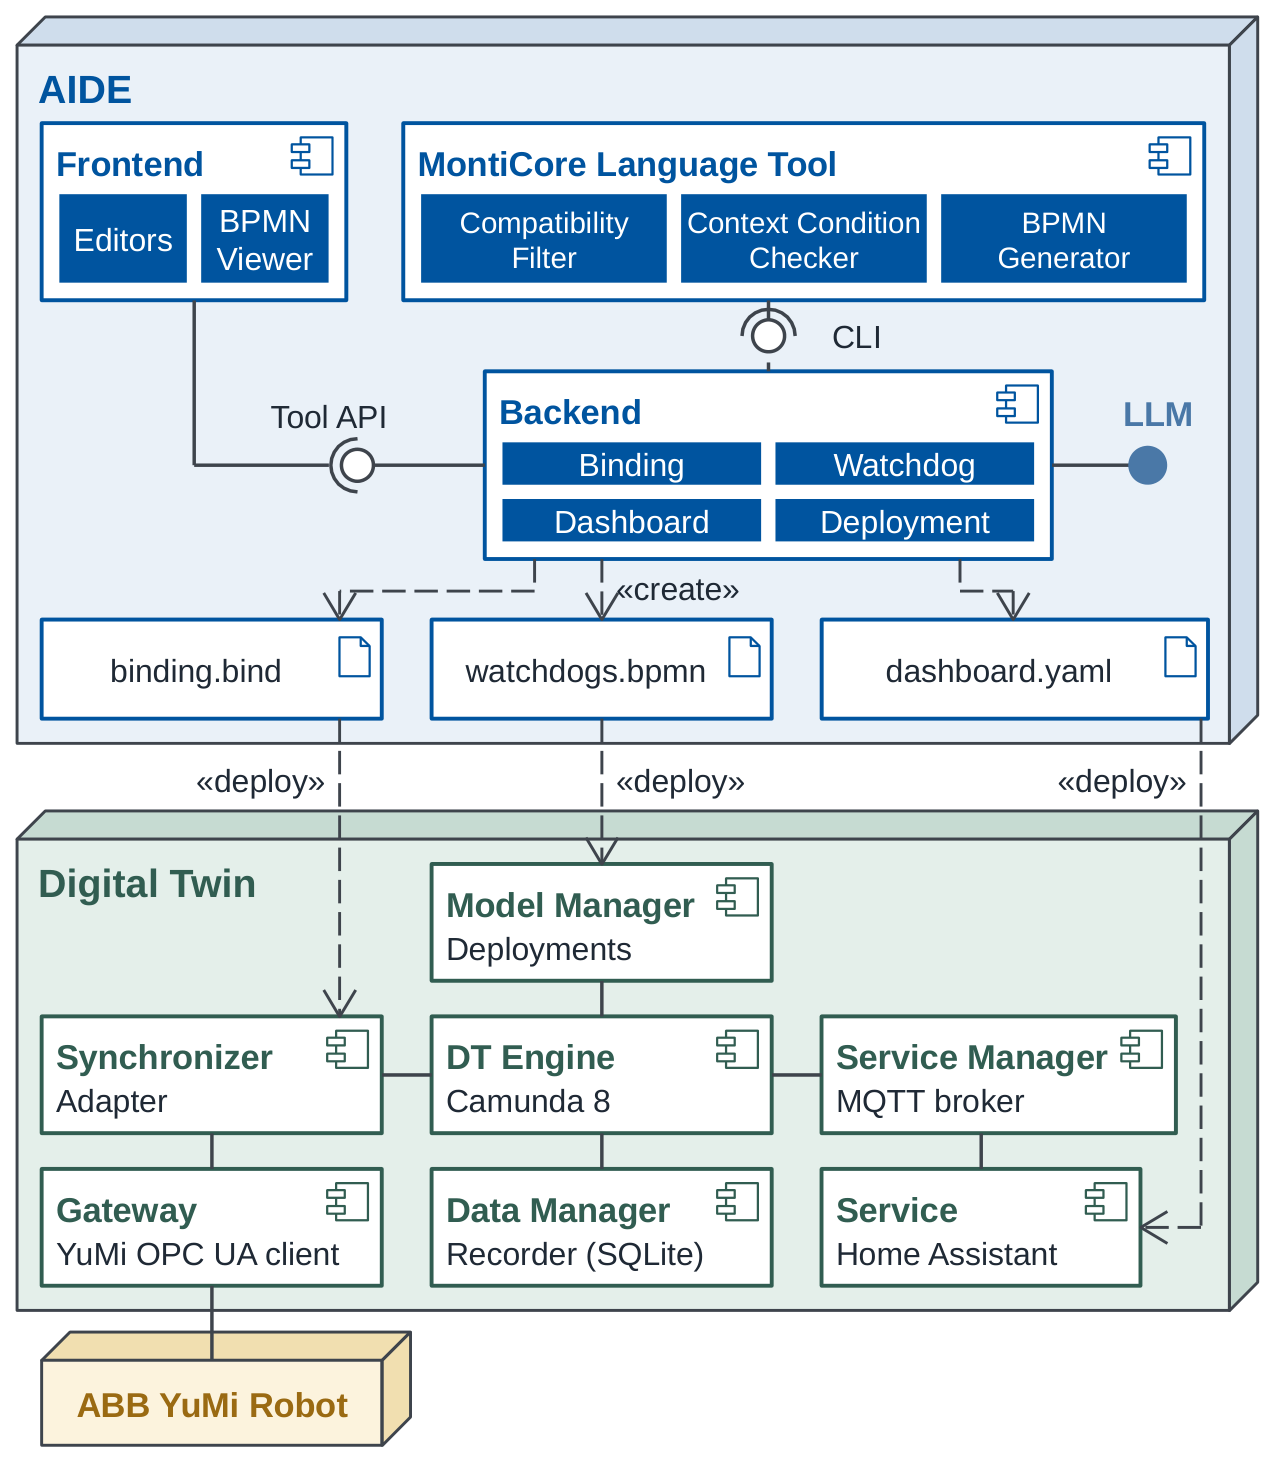 AIDE
Frontend
Editors
BPMN
Viewer
MontiCore Language Tool
Compatibility
Filter
Context Condition
Checker
BPMN
Generator
CLI
Tool API
Backend
Binding
Watchdog
Dashboard
Deployment
LLM
«create»
binding.bind
watchdogs.bpmn
dashboard.yaml
«deploy»
«deploy»
«deploy»
Digital Twin
Model Manager
Deployments
Synchronizer
Adapter
DT Engine
Camunda 8
Service Manager
MQTT broker
Gateway
YuMi OPC UA client
Data Manager
Recorder (SQLite)
Service
Home Assistant
ABB YuMi Robot